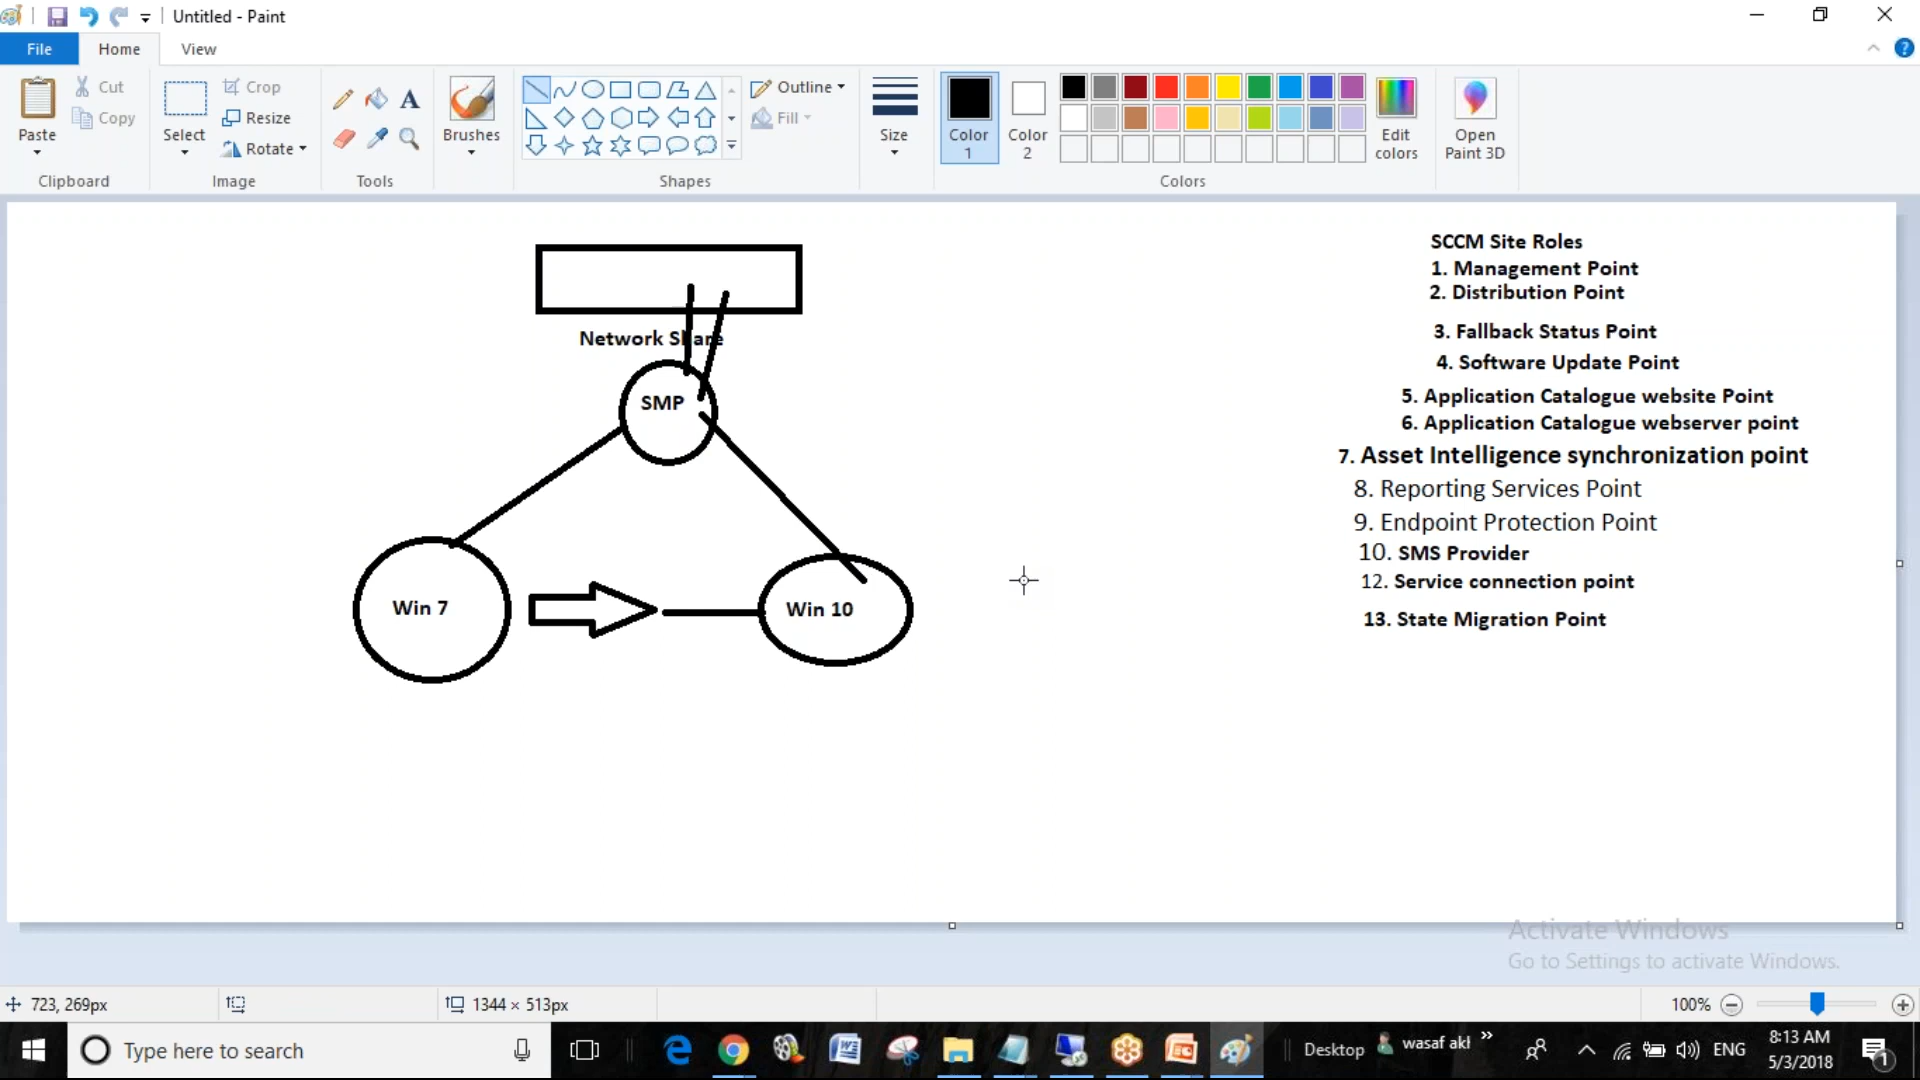 Untitled - Paint
File
Home
View
Paste
Cut
Copy
Clipboard
Select
Crop
Resize
Rotate
Image
A
Tools
Brushes
Outline
Fill
Shapes
Size
Color
1
Color
2
Edit
colors
Colors
Open
Paint 3D
Network Share
SMP
Win 7
Win 10
SCCM Site Roles
1. Management Point
2. Distribution Point
3. Fallback Status Point
4. Software Update Point
5. Application Catalogue website Point
6. Application Catalogue webserver point
7. Asset Intelligence synchronization point
8. Reporting Services Point
9. Endpoint Protection Point
10. SMS Provider
12. Service connection point
13. State Migration Point
Activate Windows
Go to Settings to activate Windows.
723, 269px
1344 × 513px
100%
Type here to search
Desktop
wasaf akl
ENG
8:13 AM
5/3/2018
1